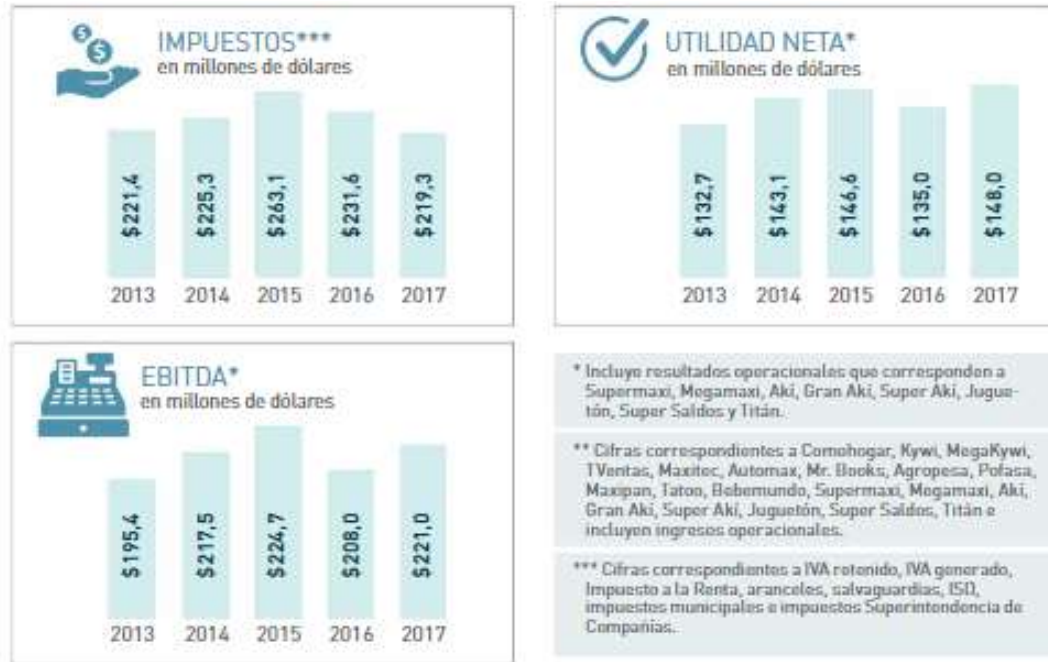 IMPUESTOS***
en millones de dólares
$221,4
$225,3
$263,1
$231,6
$219,3
2013 2014 2015 2016 2017
UTILIDAD NETA*
en millones de dólares
$132,7
$143,1
$146,6
$135,0
$148,0
2013 2014 2015 2016 2017
EBITDA*
en millones de dólares
$195,4
$217,5
$224,7
$208,0
$221,0
2013 2014 2015 2016 2017
* Incluye resultados operacionales que corresponden a
Supermaxi, Megamaxi, Akí, Gran Akí, Super Akí, Jugue-
tón, Super Saldos y Titán.
** Cifras correspondientes a Comohogar, Kywi, MegaKywi,
TVentas, Maxitec, Automax, Mr. Books, Agropesa, Pofasa,
Maxipan, Tatoo, Bebemundo, Supermaxi, Megamaxi, Akí,
Gran Akí, Super Akí, Juguetón, Super Saldos, Titán e
incluyen ingresos operacionales.
*** Cifras correspondientes a IVA retenido, IVA generado,
Impuesto a la Renta, aranceles, salvaguardias, ISD,
impuestos municipales e impuestos Superintendencia de
Compañías.